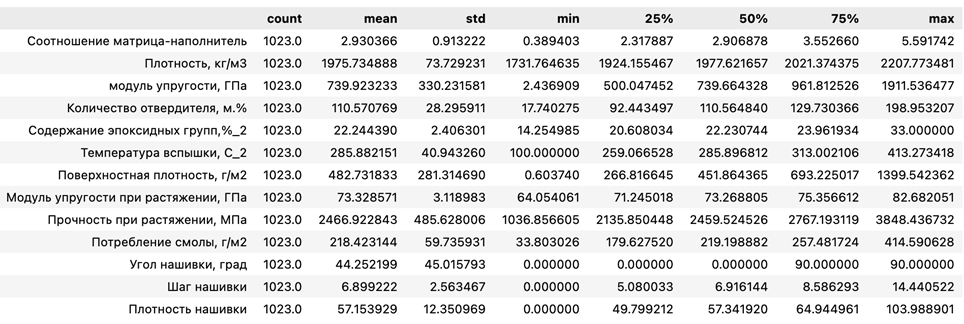 count mean std min 25% 50% 75% max
Соотношение матрица-наполнитель 1023.0 2.930366 0.913222 0.389403 2.317887 2.906878 3.552660 5.591742
Плотность, кг/м3 1023.0 1975.734888 73.729231 1731.764635 1924.155467 1977.621657 2021.374375 2207.773481
модуль упругости, ГПа 1023.0 739.923233 330.231581 2.436909 500.047452 739.664328 961.812526 1911.536477
Количество отвердителя, м.% 1023.0 110.570769 28.295911 17.740275 92.443497 110.564840 129.730366 198.953207
Содержание эпоксидных групп,%_2 1023.0 22.244390 2.406301 14.254985 20.608034 22.230744 23.961934 33.000000
Температура вспышки, С_2 1023.0 285.882151 40.943260 100.000000 259.066528 285.896812 313.002106 413.273418
Поверхностная плотность, г/м2 1023.0 482.731833 281.314690 0.603740 266.816645 451.864365 693.225017 1399.542362
Модуль упругости при растяжении, ГПа 1023.0 73.328571 3.118983 64.054061 71.245018 73.268805 75.356612 82.682051
Прочность при растяжении, МПа 1023.0 2466.922843 485.628006 1036.856605 2135.850448 2459.524526 2767.193119 3848.436732
Потребление смолы, г/м2 1023.0 218.423144 59.735931 33.803026 179.627520 219.198882 257.481724 414.590628
Угол нашивки, град 1023.0 44.252199 45.015793 0.000000 0.000000 0.000000 90.000000 90.000000
Шаг нашивки 1023.0 6.899222 2.563467 0.000000 5.080033 6.916144 8.586293 14.440522
Плотность нашивки 1023.0 57.153929 12.350969 0.000000 49.799212 57.341920 64.944961 103.988901